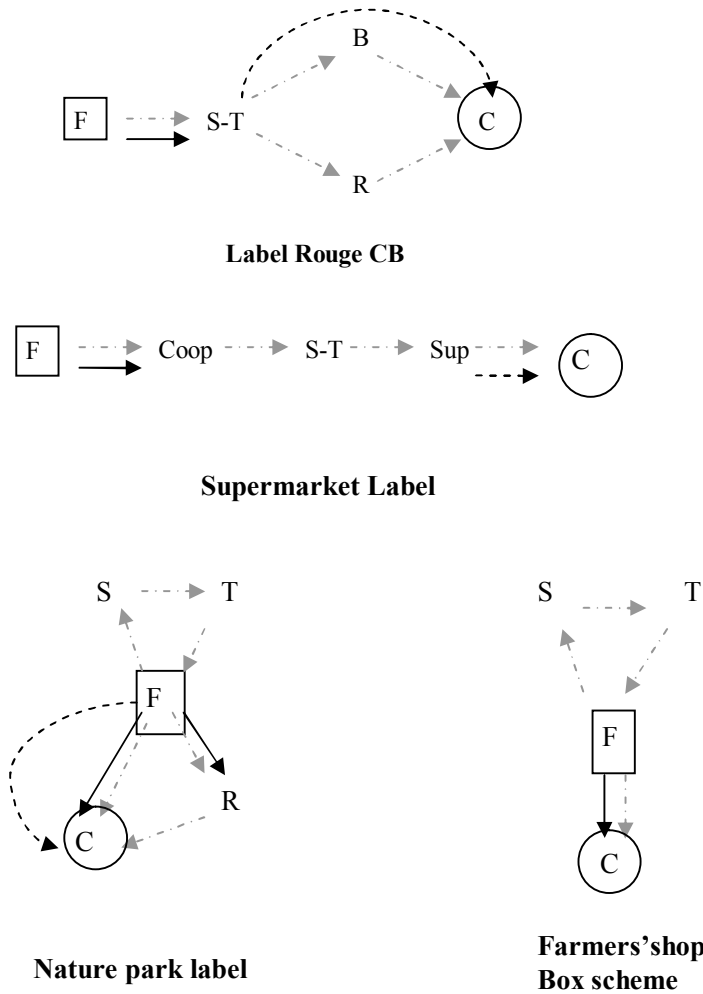 B
F S-T C
R
Label Rouge CB
F Coop S-T Sup C
Supermarket Label
S T
F
R
C
Nature park label
S T
F
C
Farmers'shop
Box scheme